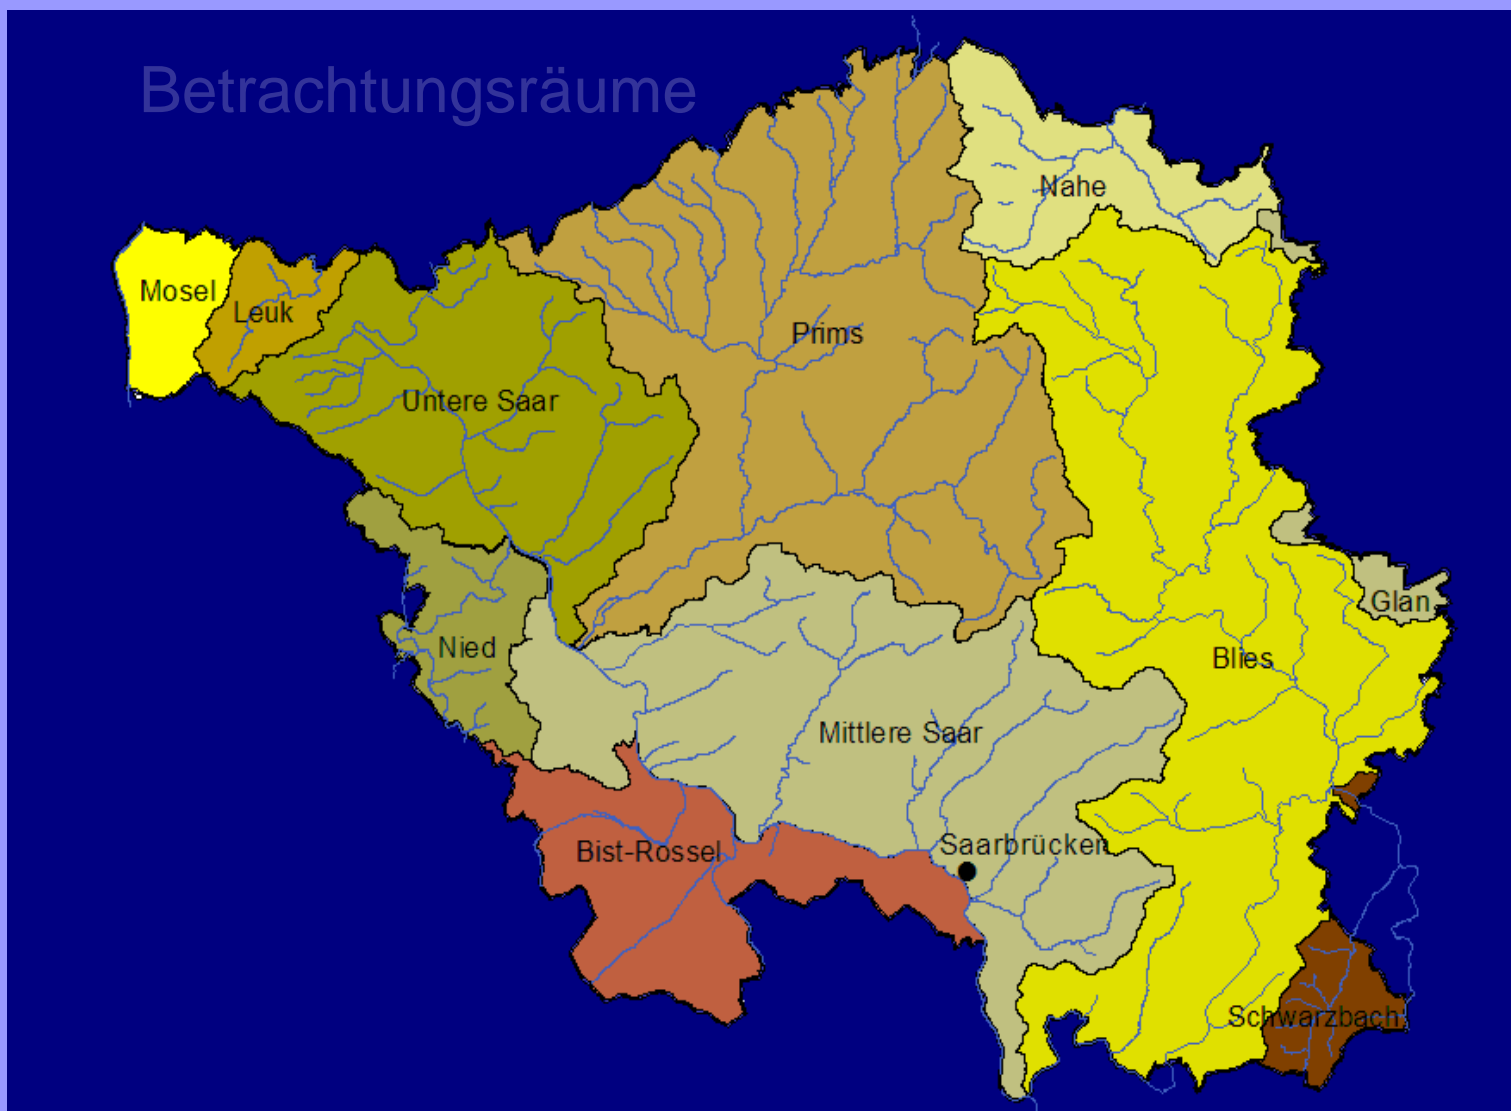 Betrachtungsräume
Nahe
Mosel
Leuk
Prims
Untere Saar
Glan
Nied
Blies
Mittlere Saar
Saarbrücken
Bist-Rossel
Schwarzbach